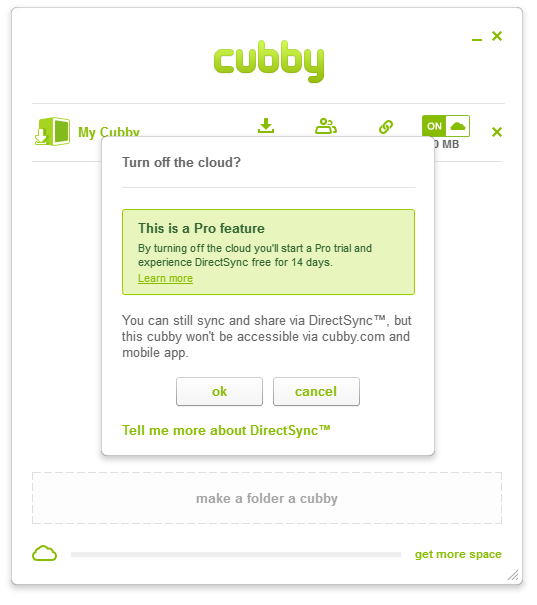 cubby
My Cubby
ON
0 MB
Turn off the cloud?
This is a Pro feature
By turning off the cloud you'll start a Pro trial and
experience DirectSync free for 14 days.
Learn more
You can still sync and share via DirectSync™, but
this cubby won't be accessible via cubby.com and
mobile app.
ok
cancel
Tell me more about DirectSync™
make a folder a cubby
get more space